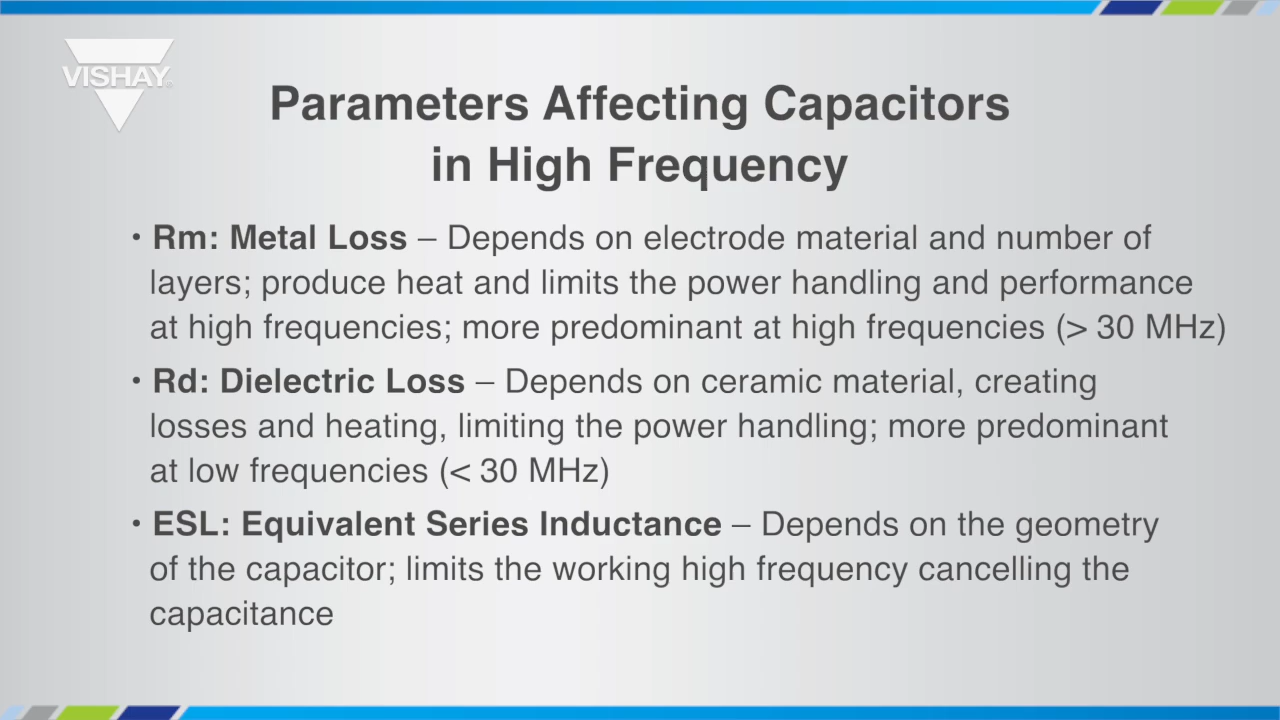 VISHAY
Parameters Affecting Capacitors
in High Frequency
• Rm: Metal Loss – Depends on electrode material and number of
layers; produce heat and limits the power handling and performance
at high frequencies; more predominant at high frequencies (> 30 MHz)
• Rd: Dielectric Loss – Depends on ceramic material, creating
losses and heating, limiting the power handling; more predominant
at low frequencies (< 30 MHz)
• ESL: Equivalent Series Inductance – Depends on the geometry
of the capacitor; limits the working high frequency cancelling the
capacitance